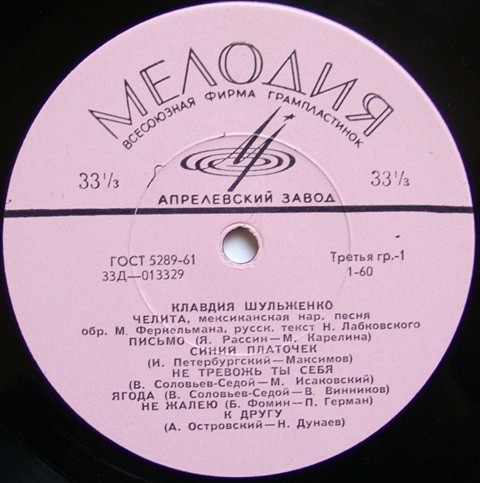 МЕЛОДИЯ
ВСЕСОЮЗНАЯ ФИРМА ГРАМПЛАСТИНОК
33⅓ 33⅓
АПРЕЛЕВСКИЙ ЗАВОД
ГОСТ 5289-61 Третья гр.-1
33Д—013329 1-60
КЛАВДИЯ ШУЛЬЖЕНКО
ЧЕЛИТА, мексиканская нар. песня
обр. М. Феркельмана, русск. текст Н. Лабковского
ПИСЬМО (Я. Рассин—М. Карелина)
СИНИЙ ПЛАТОЧЕК
(И. Петербургский—Максимов)
НЕ ТРЕВОЖЬ ТЫ СЕБЯ
(В. Соловьев-Седой—М. Исаковский)
ЯГОДА (В. Соловьев-Седой—В. Винников)
НЕ ЖАЛЕЮ (Б. Фомин—П. Герман)
К ДРУГУ
(А. Островский—Н. Дунаев)